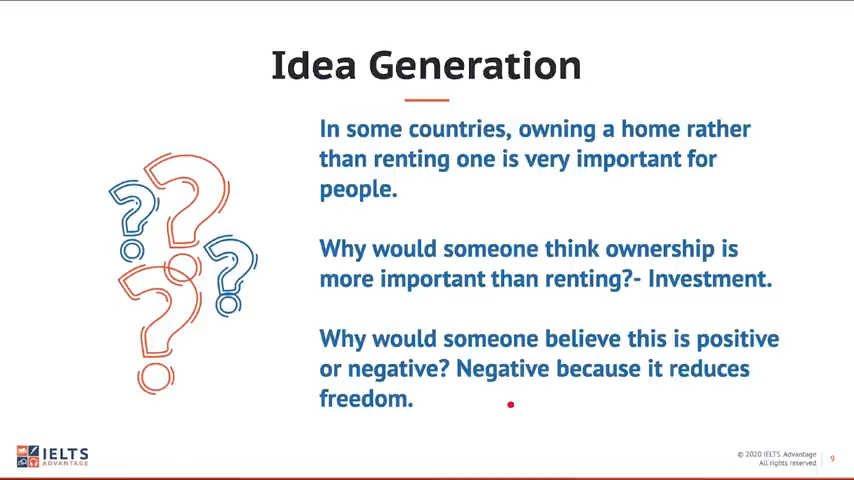 Idea Generation
In some countries, owning a home rather
than renting one is very important for
people.
Why would someone think ownership is
more important than renting?- Investment.
Why would someone believe this is positive
or negative? Negative because it reduces
freedom.
IELTS
ADVANTAGE
© 2020 IELTS Advantage
All rights reserved
9